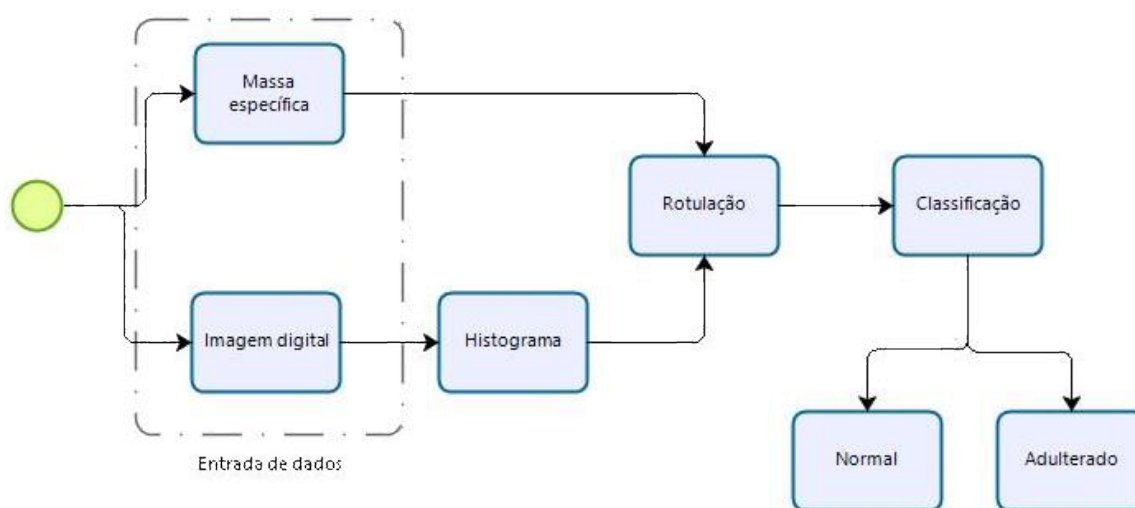 Massa
específica
Rotulação
Classificação
Imagem digital
Histograma
Normal
Adulterado
Entrada de dados